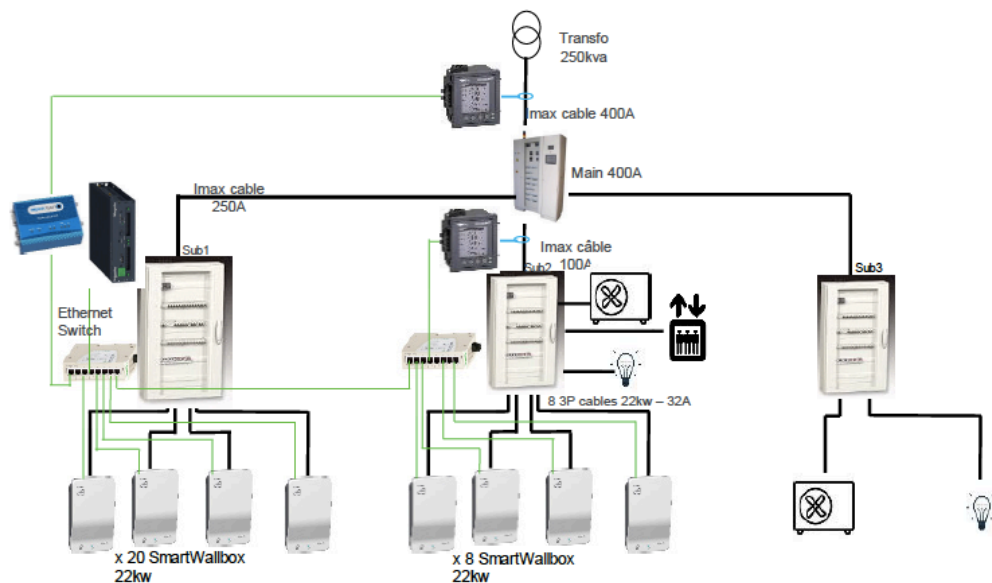 Transfo
250kva
Imax cable 400A
Main 400A
Imax cable
250A
Imax câble
100A
Sub1
Sub2
Sub3
Ethernet
Switch
8 3P cables 22kw – 32A
x 20 SmartWallbox
22kw
x 8 SmartWallbox
22kw